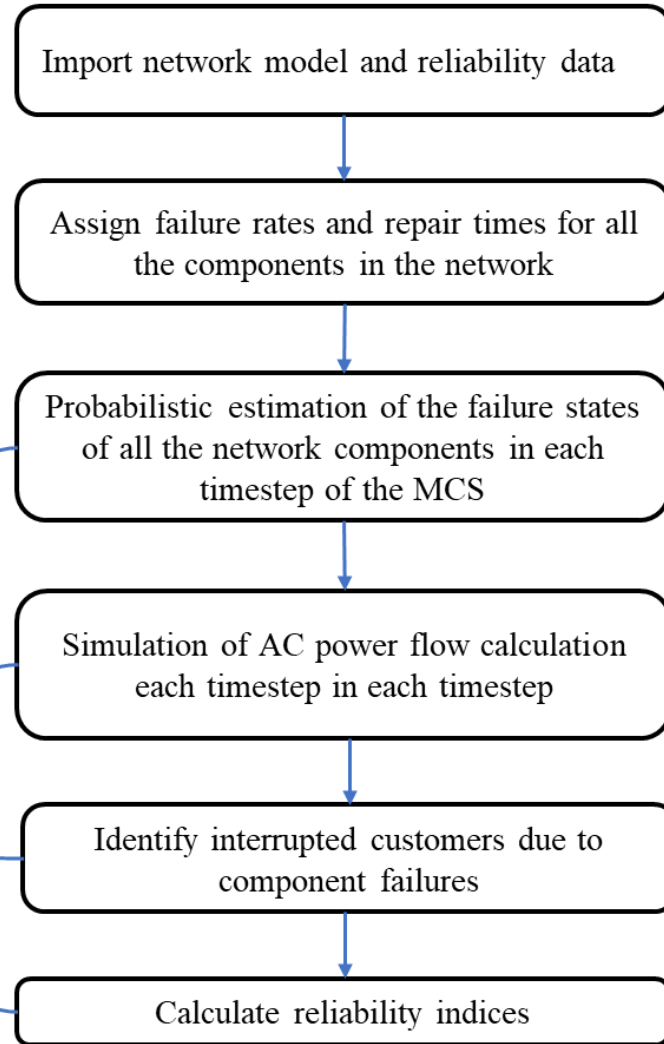 Import network model and reliability data
Assign failure rates and repair times for all
the components in the network
Probabilistic estimation of the failure states
of all the network components in each
timestep of the MCS
Simulation of AC power flow calculation
each timestep in each timestep
Identify interrupted customers due to
component failures
Calculate reliability indices